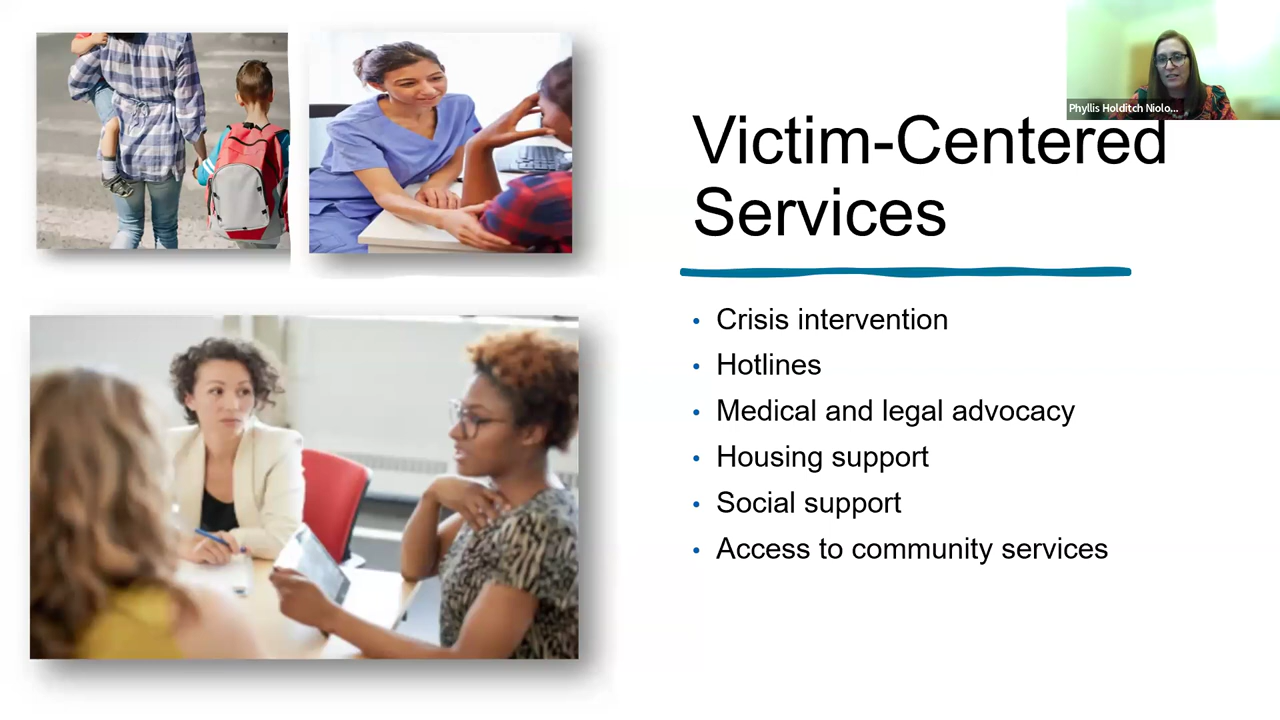 Phyllis Holditch Niolo...
Victim-Centered
Services
• Crisis intervention
• Hotlines
• Medical and legal advocacy
• Housing support
• Social support
• Access to community services